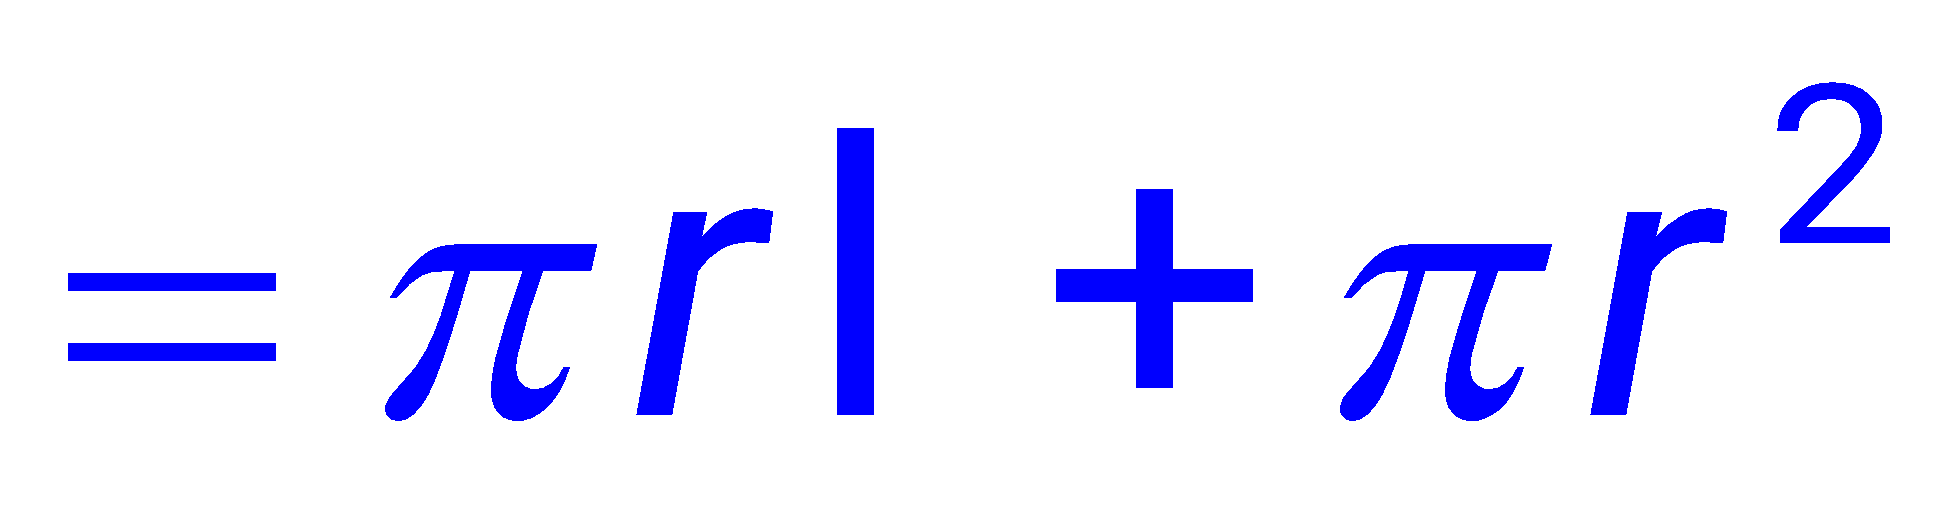 = πrl + πr²